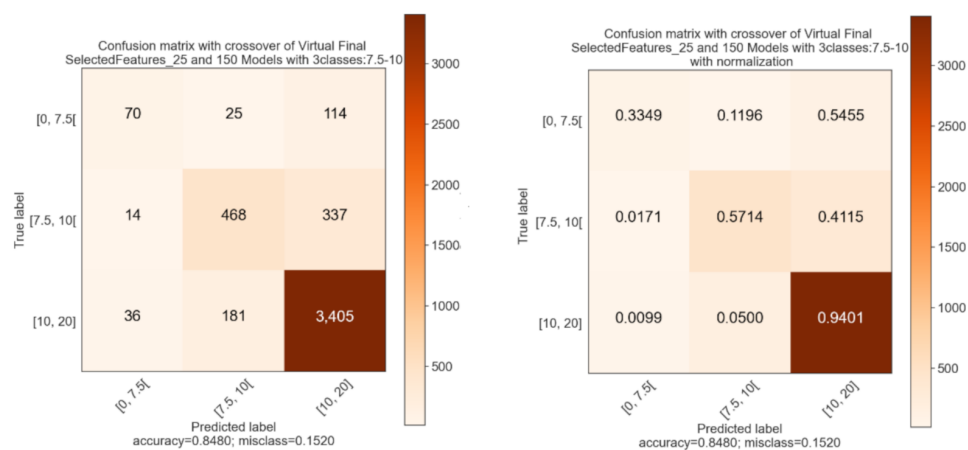 Confusion matrix with crossover of Virtual Final
SelectedFeatures_25 and 150 Models with 3classes:7.5-10
3000
2500
2000
1500
1000
500
True label
[0, 7.5[
70 25 114
[7.5, 10[
14 468 337
[10, 20]
36 181 3,405
[0, 7.5[
[7.5, 10[
[10, 20]
Predicted label
accuracy=0.8480; misclass=0.1520
Confusion matrix with crossover of Virtual Final
SelectedFeatures_25 and 150 Models with 3classes:7.5-10
with normalization
3000
2500
2000
1500
1000
500
True label
[0, 7.5[
0.3349 0.1196 0.5455
[7.5, 10[
0.0171 0.5714 0.4115
[10, 20]
0.0099 0.0500 0.9401
[0, 7.5[
[7.5, 10[
[10, 20]
Predicted label
accuracy=0.8480; misclass=0.1520